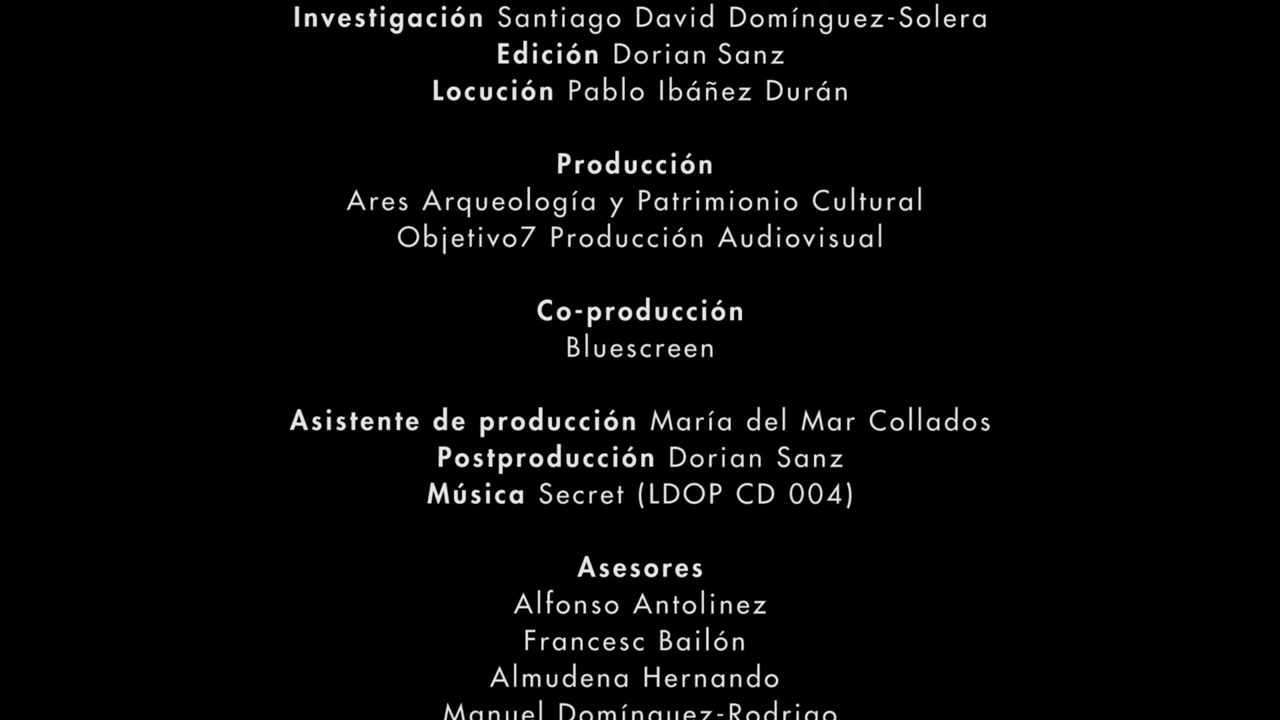 Investigación Santiago David Domínguez-Solera
Edición Dorian Sanz
Locución Pablo Ibáñez Durán
Producción
Ares Arqueología y Patrimionio Cultural
Objetivo7 Producción Audiovisual
Co-producción
Bluescreen
Asistente de producción María del Mar Collados
Postproducción Dorian Sanz
Música Secret (LDOP CD 004)
Asesores
Alfonso Antolinez
Francesc Bailón
Almudena Hernando
Manuel Domínguez-Rodrigo